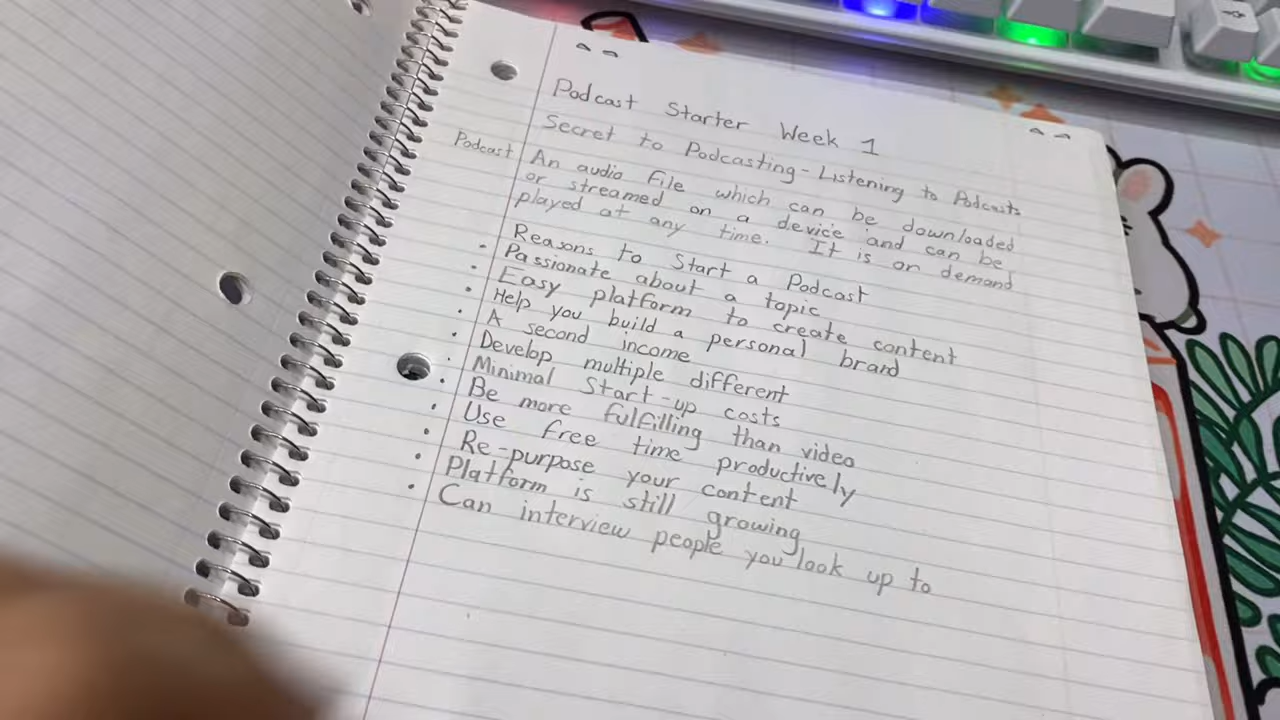 Podcast Starter Week 1
Secret to Podcasting - Listening to Podcasts
Podcast An audio file which can be downloaded
or streamed on a device and can be
played at any time. It is on demand
Reasons to Start a Podcast
· Passionate about a topic
· Easy platform to create content
· Help you build a personal brand
· A second income
· Develop multiple different
· Minimal Start-up costs
· Be more fulfilling than video
· Use free time productively
· Re-purpose your content
· Platform is still growing
· Can interview people you look up to